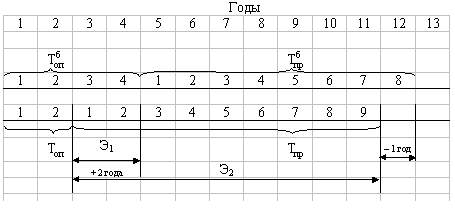 Годы
1 2 3 4 5 6 7 8 9 10 11 12 13
Tбоп Tбпр
1 2 3 4 1 2 3 4 5 6 7 8
1 2 1 2 3 4 5 6 7 8 9
Tоп Э1 Tпр –1 год
+2 года Э2